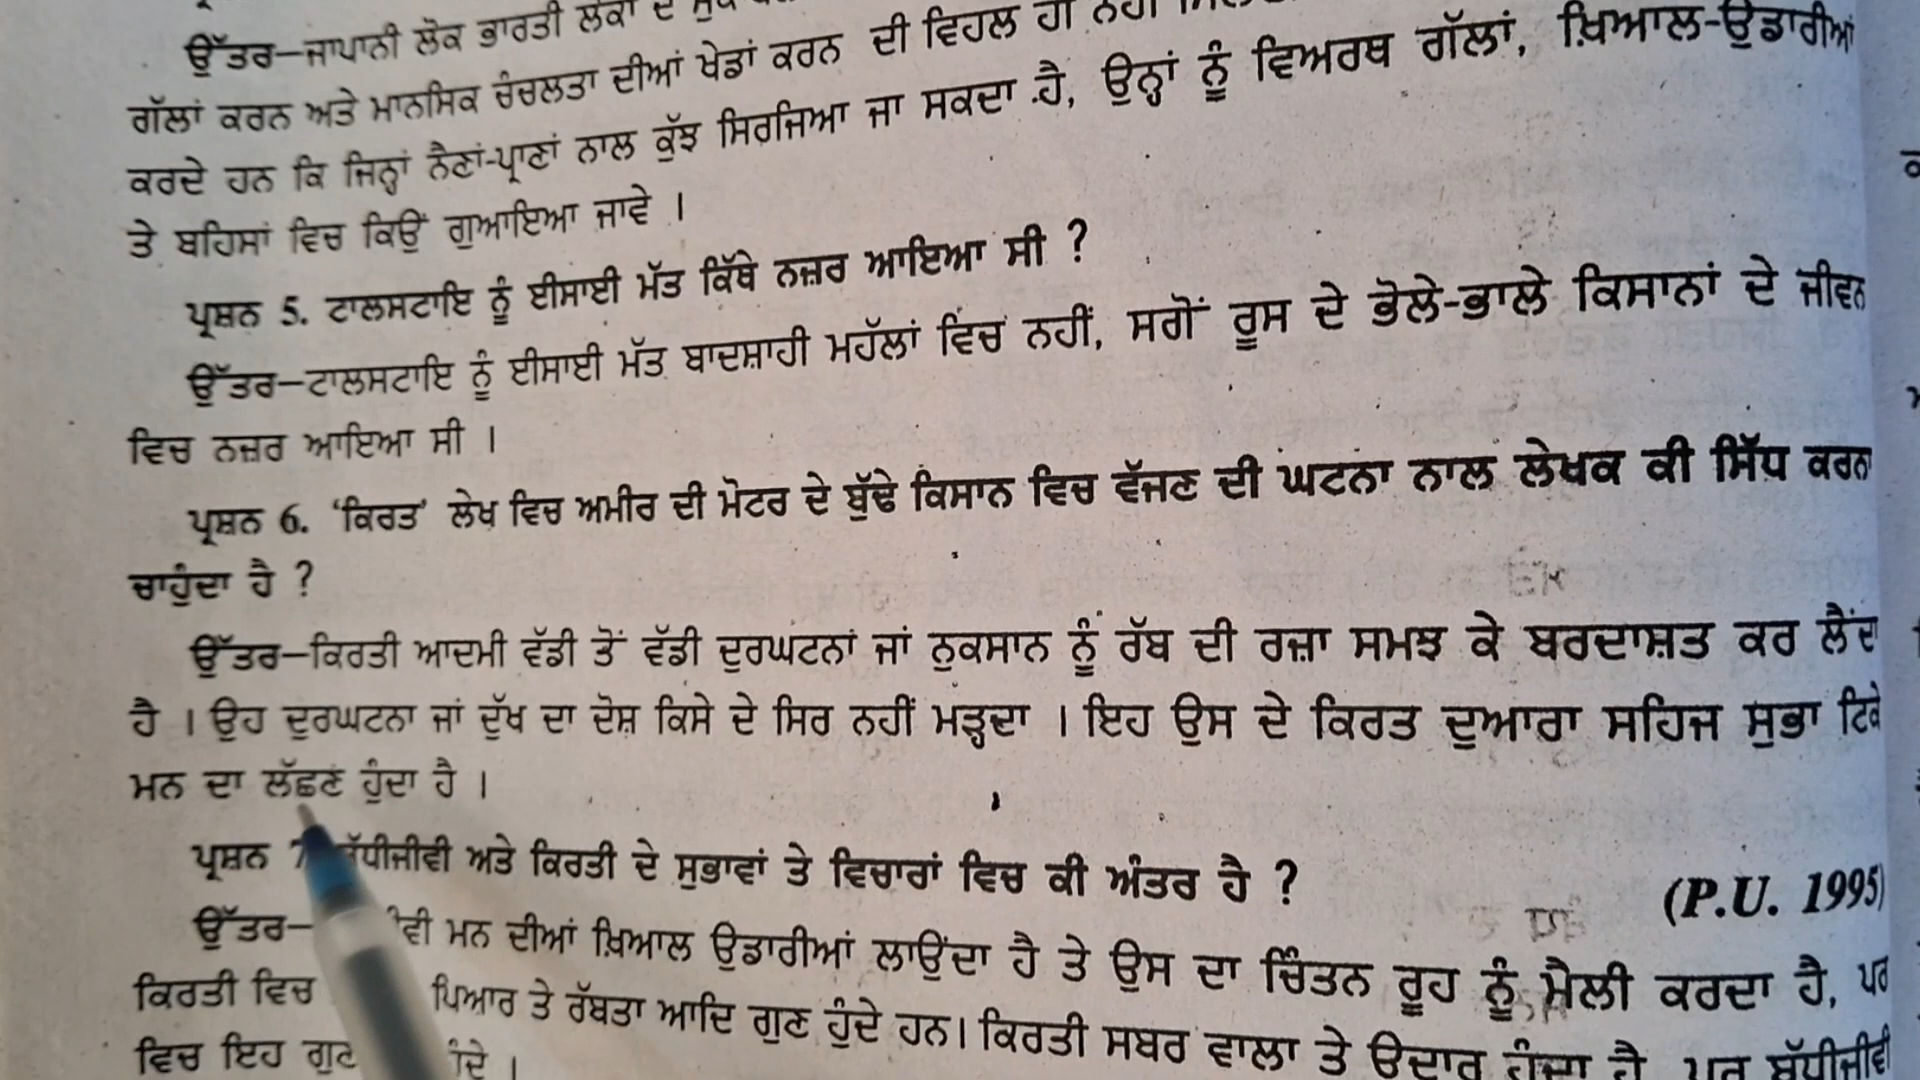 ਉੱਤਰ–ਜਾਪਾਨੀ ਲੋਕ ਭਾਰਤੀ ਲੋਕਾਂ ਦੇ
ਗੱਲਾਂ ਕਰਨ ਅਤੇ ਮਾਨਸਿਕ ਚੰਚਲਤਾ ਦੀਆਂ ਖੇਡਾਂ ਕਰਨ ਦੀ ਵਿਹਲ ਹੀ ਨਹੀਂ
ਕਰਦੇ ਹਨ ਕਿ ਜਿਨ੍ਹਾਂ ਨੈਣਾਂ-ਪ੍ਰਾਣਾਂ ਨਾਲ ਕੁੱਝ ਸਿਰਜਿਆ ਜਾ ਸਕਦਾ ਹੈ, ਉਨ੍ਹਾਂ ਨੂੰ ਵਿਅਰਥ ਗੱਲਾਂ, ਖ਼ਿਆਲ-ਉਡਾਰੀਆਂ
ਤੇ ਬਹਿਸਾਂ ਵਿਚ ਕਿਉਂ ਗੁਆਇਆ ਜਾਵੇ ।
ਪ੍ਰਸ਼ਨ 5. ਟਾਲਸਟਾਇ ਨੂੰ ਈਸਾਈ ਮੱਤ ਕਿੱਥੇ ਨਜ਼ਰ ਆਇਆ ਸੀ ?
ਉੱਤਰ–ਟਾਲਸਟਾਇ ਨੂੰ ਈਸਾਈ ਮੱਤ ਬਾਦਸ਼ਾਹੀ ਮਹੱਲਾਂ ਵਿਚ ਨਹੀਂ, ਸਗੋਂ ਰੂਸ ਦੇ ਭੋਲੇ-ਭਾਲੇ ਕਿਸਾਨਾਂ ਦੇ ਜੀਵਨ
ਵਿਚ ਨਜ਼ਰ ਆਇਆ ਸੀ ।
ਪ੍ਰਸ਼ਨ 6. ‘ਕਿਰਤ’ ਲੇਖ ਵਿਚ ਅਮੀਰ ਦੀ ਮੋਟਰ ਦੇ ਬੁੱਢੇ ਕਿਸਾਨ ਵਿਚ ਵੱਜਣ ਦੀ ਘਟਨਾ ਨਾਲ ਲੇਖਕ ਕੀ ਸਿੱਧ ਕਰਨਾ
ਚਾਹੁੰਦਾ ਹੈ ?
ਉੱਤਰ–ਕਿਰਤੀ ਆਦਮੀ ਵੱਡੀ ਤੋਂ ਵੱਡੀ ਦੁਰਘਟਨਾਂ ਜਾਂ ਨੁਕਸਾਨ ਨੂੰ ਰੱਬ ਦੀ ਰਜ਼ਾ ਸਮਝ ਕੇ ਬਰਦਾਸ਼ਤ ਕਰ ਲੈਂਦਾ
ਹੈ । ਉਹ ਦੁਰਘਟਨਾ ਜਾਂ ਦੁੱਖ ਦਾ ਦੋਸ਼ ਕਿਸੇ ਦੇ ਸਿਰ ਨਹੀਂ ਮੜ੍ਹਦਾ । ਇਹ ਉਸ ਦੇ ਕਿਰਤ ਦੁਆਰਾ ਸਹਿਜ ਸੁਭਾ ਟਿਕੇ
ਮਨ ਦਾ ਲੱਛਣ ਹੁੰਦਾ ਹੈ ।
ਪ੍ਰਸ਼ਨ 7 ਅਤੇ ਕਿਰਤੀ ਦੇ ਸੁਭਾਵਾਂ ਤੇ ਵਿਚਾਰਾਂ ਵਿਚ ਕੀ ਅੰਤਰ ਹੈ ? (P.U. 1995)
ਉੱਤਰ– ਮਨ ਦੀਆਂ ਖ਼ਿਆਲ ਉਡਾਰੀਆਂ ਲਾਉਂਦਾ ਹੈ ਤੇ ਉਸ ਦਾ ਚਿੰਤਨ ਰੂਹ ਨੂੰ ਮੈਲੀ ਕਰਦਾ ਹੈ, ਪਰ
ਕਿਰਤੀ ਵਿਚ ਪਿਆਰ ਤੇ ਰੱਬਤਾ ਆਦਿ ਗੁਣ ਹੁੰਦੇ ਹਨ। ਕਿਰਤੀ ਸਬਰ ਵਾਲਾ ਤੇ ਉਦਾਰ ਹੁੰਦਾ ਹੈ, ਪਰ ਬੁੱਧੀਜੀਵੀ
ਵਿਚ ਇਹ ਗੁਣ